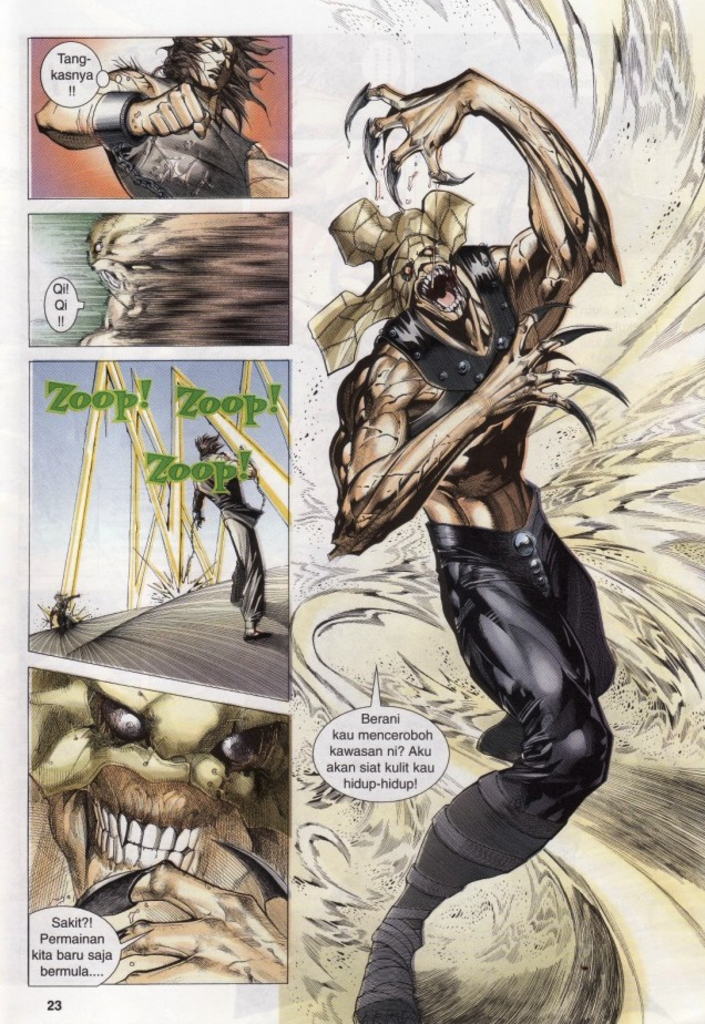 Tang-
kasnya
!!
Qi!
Qi
!!
Zoop!
Zoop!
Zoop!
Sakit?!
Permainan
kita baru saja
bermula....
Berani
kau menceroboh
kawasan ni? Aku
akan siat kulit kau
hidup-hidup!
23